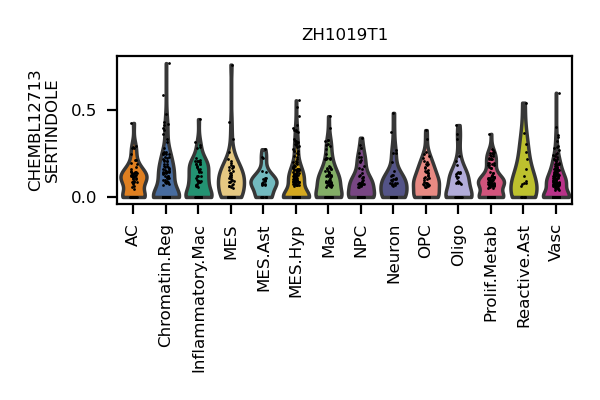 ZH1019T1
CHEMBL12713
SERTINDOLE
0.5
0.0
AC
Chromatin.Reg
Inflammatory.Mac
MES
MES.Ast
MES.Hyp
Mac
NPC
Neuron
OPC
Oligo
Prolif.Metab
Reactive.Ast
Vasc